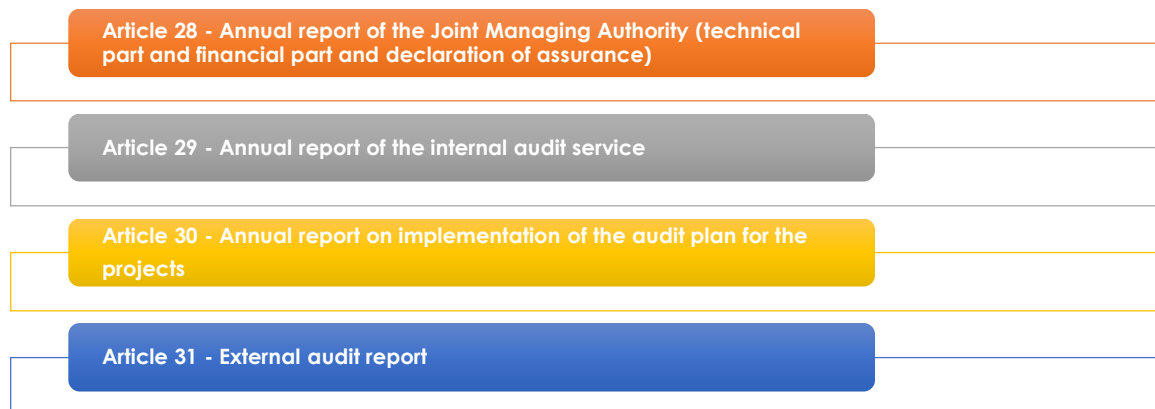 Article 28 - Annual report of the Joint Managing Authority (technical
part and financial part and declaration of assurance)
Article 29 - Annual report of the internal audit service
Article 30 - Annual report on implementation of the audit plan for the
projects
Article 31 - External audit report